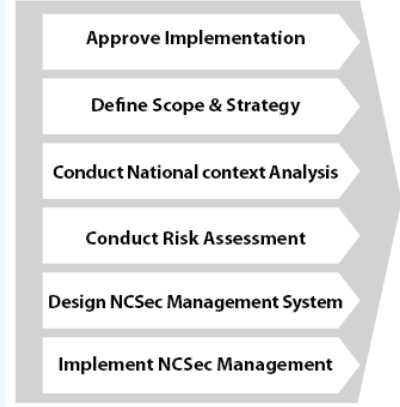 Approve Implementation
Define Scope & Strategy
Conduct National context Analysis
Conduct Risk Assessment
Design NCSec Management System
Implement NCSec Management